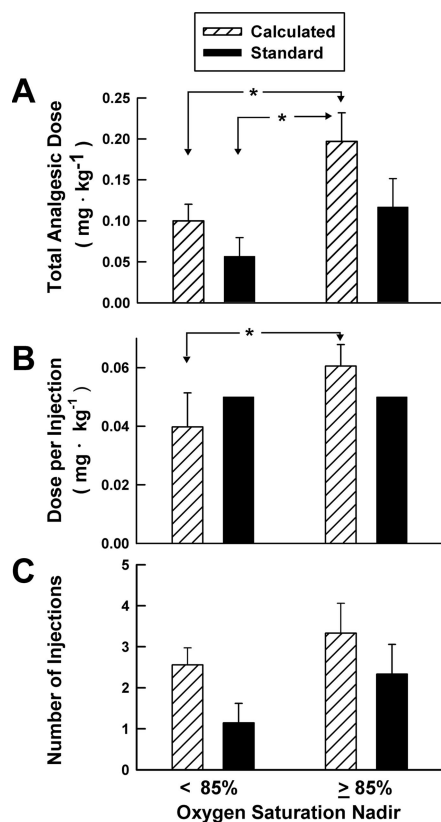 Calculated
Standard
A
Total Analgesic Dose
( mg · kg-1 )
0.25
0.20
0.15
0.10
0.05
0.00
*
*
B
Dose per Injection
( mg · kg-1 )
0.06
0.04
0.02
0.00
*
C
Number of Injections
5
4
3
2
1
0
< 85%
≥ 85%
Oxygen Saturation Nadir